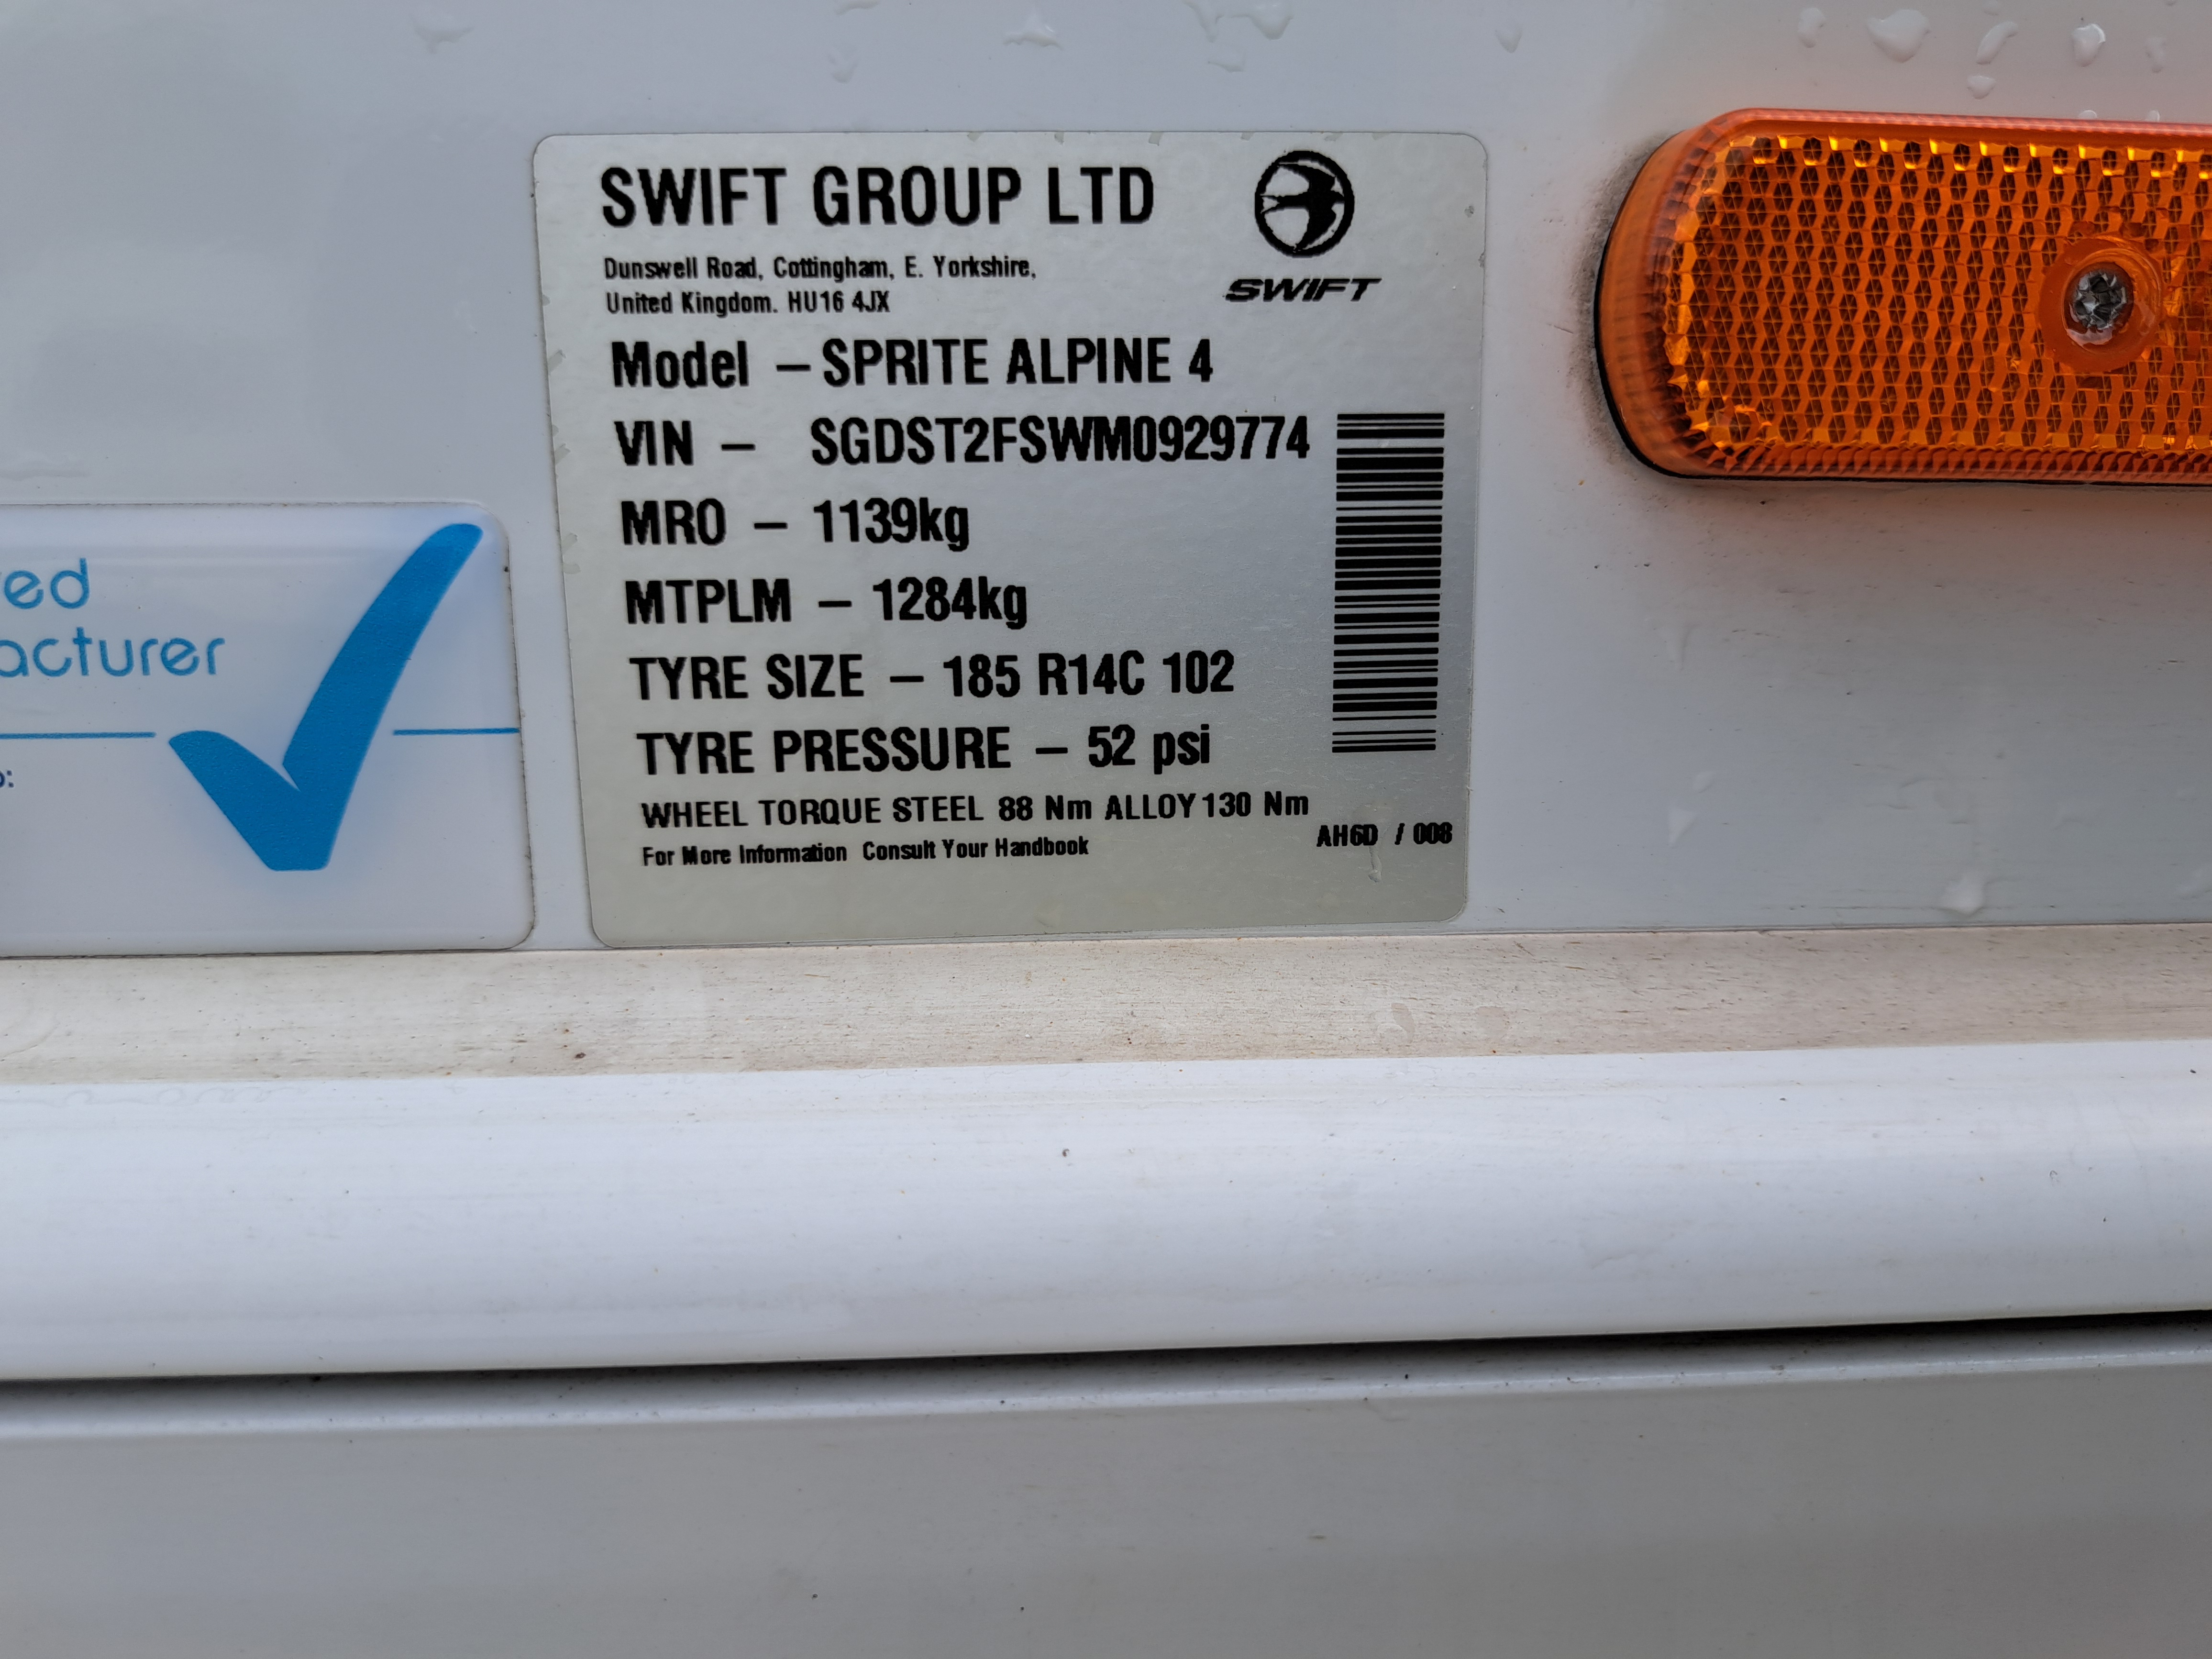 SWIFT GROUP LTD
Dunswell Road, Cottingham, E. Yorkshire,
United Kingdom. HU16 4JX
SWIFT
Model – SPRITE ALPINE 4
VIN – SGDST2FSWM0929774
MRO – 1139kg
MTPLM – 1284kg
TYRE SIZE – 185 R14C 102
TYRE PRESSURE – 52 psi
WHEEL TORQUE STEEL 88 Nm ALLOY 130 Nm
For More Information Consult Your Handbook
AH6D / 008